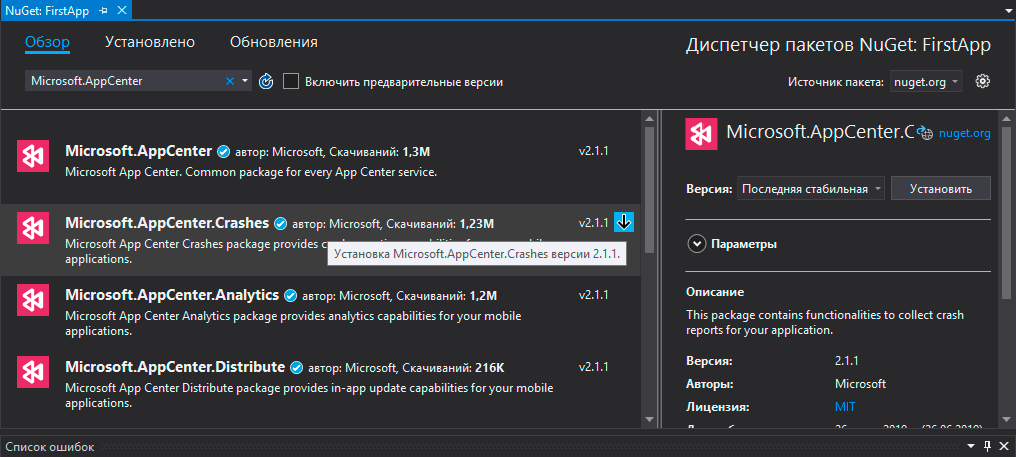 NuGet: FirstApp
Обзор Установлено Обновления
Диспетчер пакетов NuGet: FirstApp
Microsoft.AppCenter
Включить предварительные версии
Источник пакета: nuget.org
Microsoft.AppCenter автор: Microsoft, Скачиваний: 1,3M v2.1.1
Microsoft App Center. Common package for every App Center service.
Microsoft.AppCenter.Crashes автор: Microsoft, Скачиваний: 1,23M v2.1.1
Microsoft App Center Crashes package provides
applications.
Установка Microsoft.AppCenter.Crashes версии 2.1.1.
Microsoft.AppCenter.Analytics автор: Microsoft, Скачиваний: 1,2M v2.1.1
Microsoft App Center Analytics package provides analytics capabilities for your mobile
applications.
Microsoft.AppCenter.Distribute автор: Microsoft, Скачиваний: 216K v2.1.1
Microsoft App Center Distribute package provides in-app update capabilities for your mobile
applications.
Microsoft.AppCenter.C nuget.org
Версия: Последняя стабильная Установить
Параметры
Описание
This package contains functionalities to collect crash
reports for your application.
Версия: 2.1.1
Авторы: Microsoft
Лицензия: MIT
Список ошибок